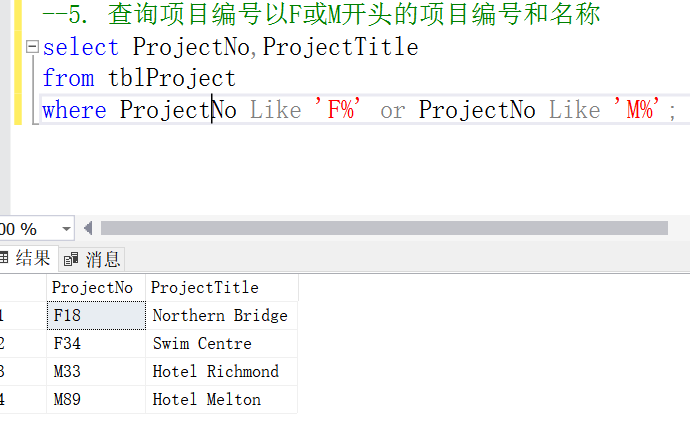 --5. 查询项目编号以F或M开头的项目编号和名称
select ProjectNo,ProjectTitle
from tblProject
where ProjectNo Like 'F%' or ProjectNo Like 'M%';
00 %
结果 消息
ProjectNo ProjectTitle
1 F18 Northern Bridge
2 F34 Swim Centre
3 M33 Hotel Richmond
4 M89 Hotel Melton